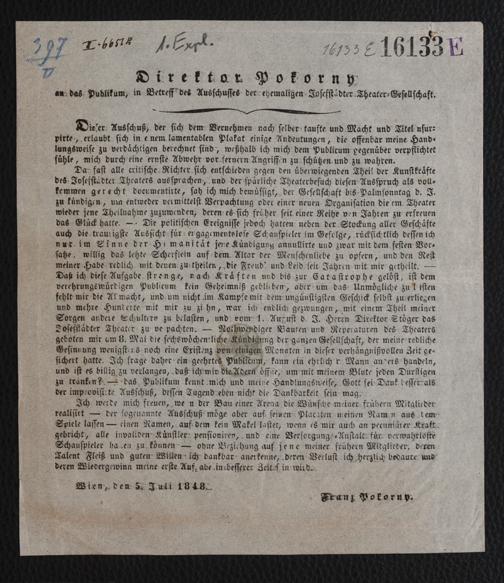 397
II-66517
1. Expl.
16133 E
16133 E
Direktor Pokorny
an das Publikum, in Betreff des Ausschusses der ehemaligen Josefstädter Theater-Gesellschaft.
Dieser Ausschuß, der sich dem Vernehmen nach selber taufte und Macht und Titel usur-
pirte, erlaubt sich in nem lamentablen Plakat einige Andeutungen, die offenbar meine Hand-
lungsweise zu verdächtigen berechnet sind, weßhalb ich mich dem Publicum gegenüber verpflichtet
fühle, mich durch eine ernste Abwehr vor fernern Angriffen zu schützen und zu wahren.
Da fast alle critische Richter sich entschieden gegen den überwiegenden Theil der Kunstkräfte
des Josefstädter Theaters aussprachen, und der spärliche Theaterbesuch diesen Ausspruch als voll-
kommen gerecht documentirte, sah ich mich bemüßigt, der Gesellschaft bis Palmsonntag d. J.
zu kündigen, um entweder vermittelst Verpachtung oder einer neuen Organisation diesem Theater
wieder jene Theilnahme zuzuwenden, deren es sich früher seit einer Reihe von Jahren zu erfreuen
das Glück hatte. — Die politischen Ereignisse jedoch hatten neben der Stockung aller Geschäfte
auch die traurigste Aussicht für engagementlose Schauspieler im Gefolge, rücksichtlich dessen ich
nur im Sinne der Humanität jene Kündigung annullirte und zwar mit dem festen Vor-
satze, willig das letzte Scherflein auf dem Altar der Menschenliebe zu opfern, und den Rest
meiner Habe redlich mit denen zu theilen, die Freud' und Leid seit Jahren mit mir getheilt. —
Daß ich diese Aufgabe strenge, nach Kräften und bis zur Catastrophe gelößt, ist dem
verehrungswürdigen Publicum kein Geheimniß geblieben, aber um das Unmögliche zu leisten
fehlt mir die Allmacht, und um nicht im Kampfe mit dem ungünstigsten Geschick selbst zu erliegen
und mehre Hunderte mit mir zu ziehn, war ich endlich gezwungen, mit einem Theil meiner
Sorgen andere Schultern zu belasten, und vom 1. August d. J. Herrn Direktor Stöger das
Josefstädter Theater zu verpachten. — Nothwendiger Bauten und Reperaturen des Theaters
geboten mir am 8. Mai die sechswöchentliche Kündigung der ganzen Gesellschaft, der meine redliche
Gesinnung wenigstens noch eine Existenz von einigen Monaten in dieser verhängnißvollen Zeit ge-
sichert hatte. Ich frage daher ein geehrtes Publikum, kann ein ehrlicher Mann anders handeln,
und ist es billig zu verlangen, daß ich mir die Adern öffne, um mit meinem Blute jeden Durstigen
zu tränken? — das Publikum kennt mich und meine Handlungsweise, Gott sei Dank besser als
der improvisirte Ausschuß, dessen Tugend eben nicht die Dankbarkeit sein mag.
Ich werde mich freuen, wenn der Bau einer Arena die Wünsche meiner frühern Mitglieder
realisirt — der sogenannte Ausschuß möge aber auf seinen Placaten meinen Namen aus dem
Spiele lassen — einen Namen, auf dem kein Makel lastet, wenn es mir auch an pecuniärer Kraft
gebricht, alle invaliden Künstler pensioniren, und eine Versorgungs-Anstalt für verwahrloste
Schauspieler bauen zu können — ohne Beziehung auf jene meiner frühern Mitglieder, deren
Talent Fleiß und guten Willen ich dankbar anerkenne, deren Verlust ich herzlich bedaure und
deren Wiedergewinn meine erste Aufgabe in besserer Zeit sein wird.
Wien, den 5. Juli 1848.
Franz Pokorny.